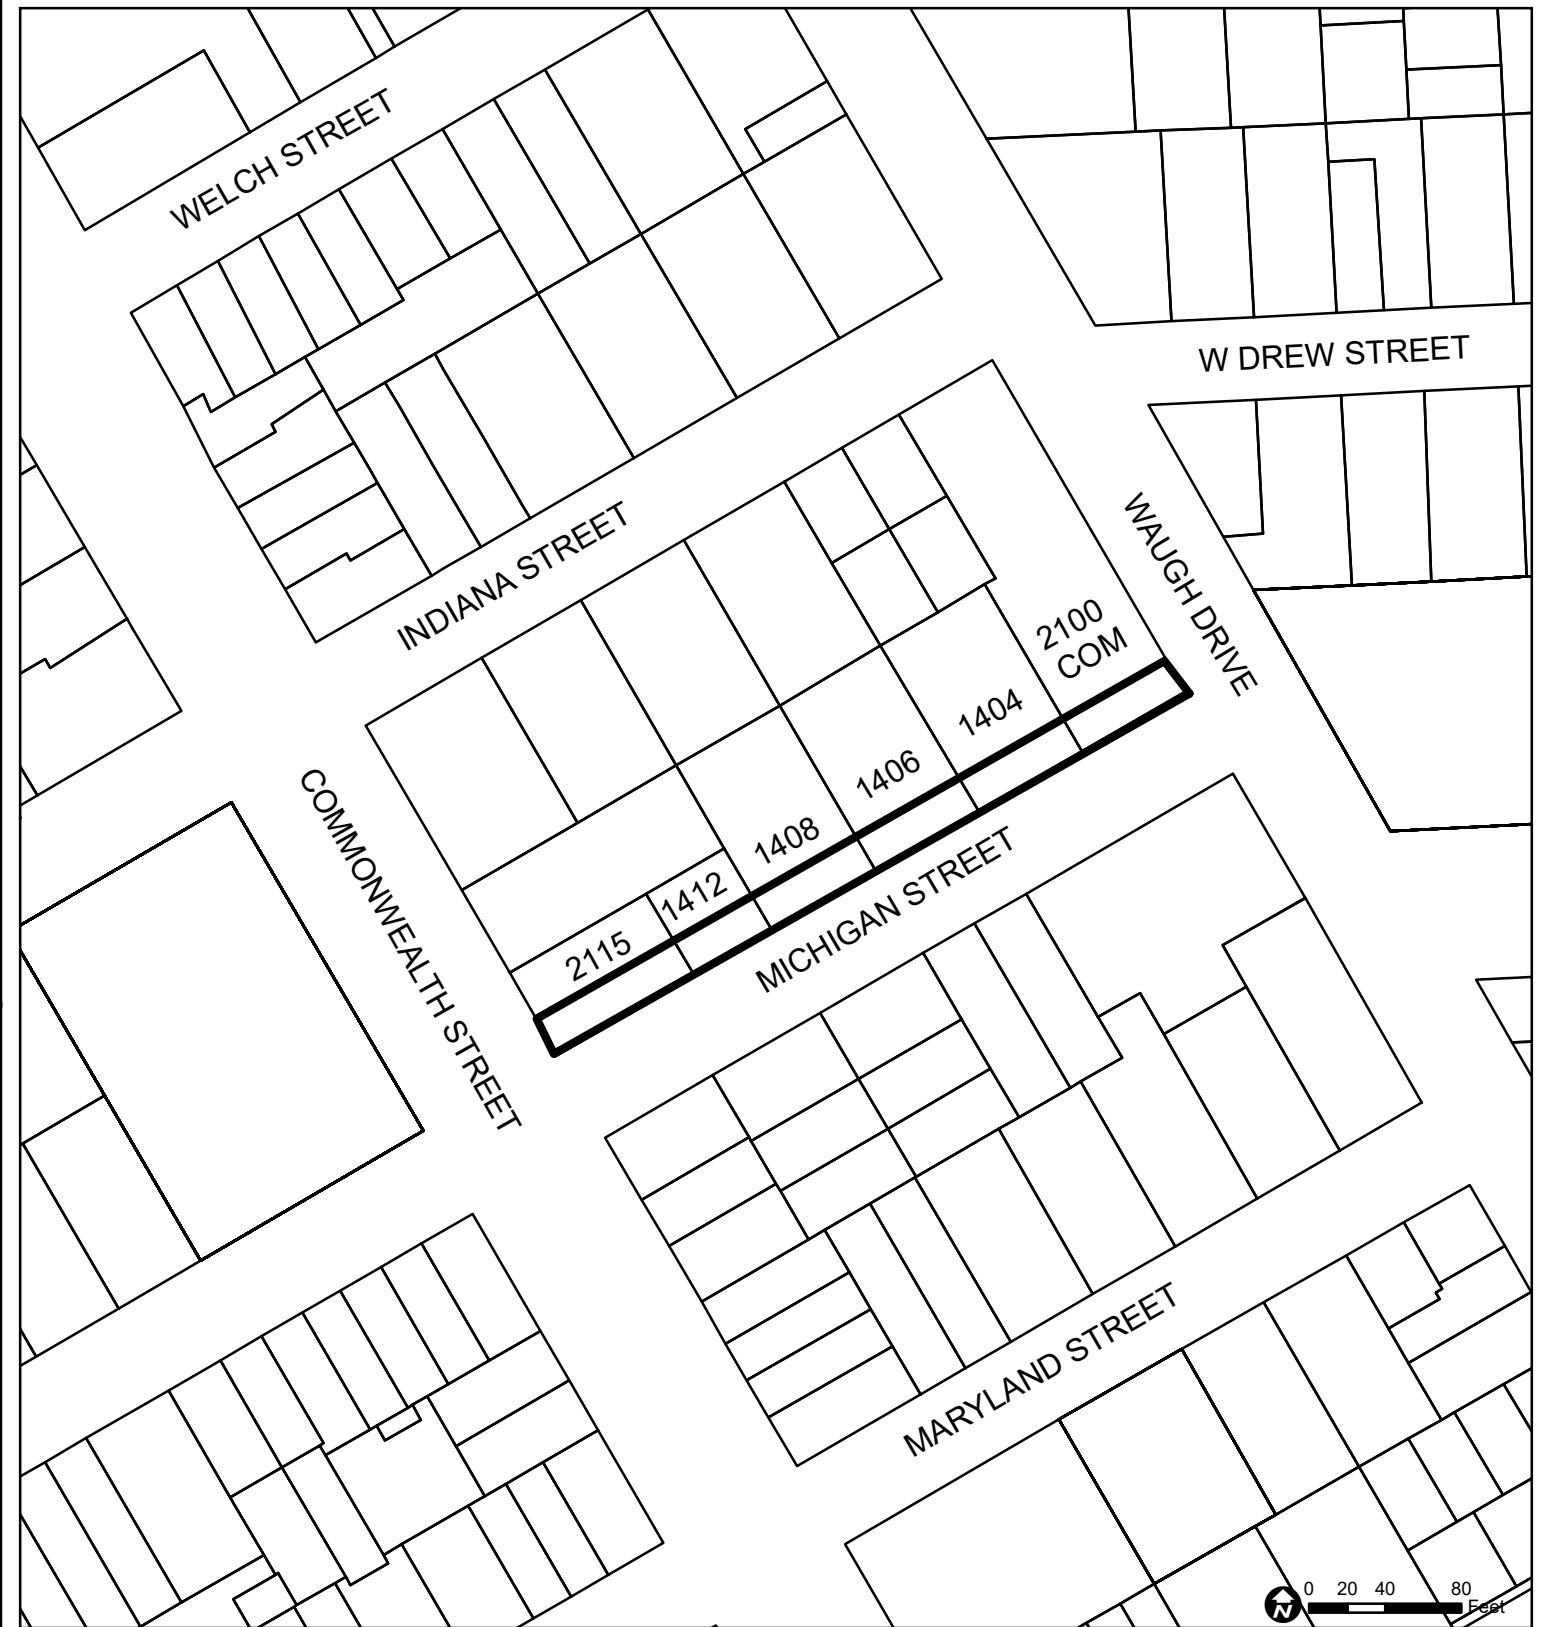 WELCH STREET
W DREW STREET
INDIANA STREET
WAUGH DRIVE
2100
COM
1404
1406
1408
1412
2115
COMMONWEALTH STREET
MICHIGAN STREET
MARYLAND STREET
0 20 40 80
Feet
N